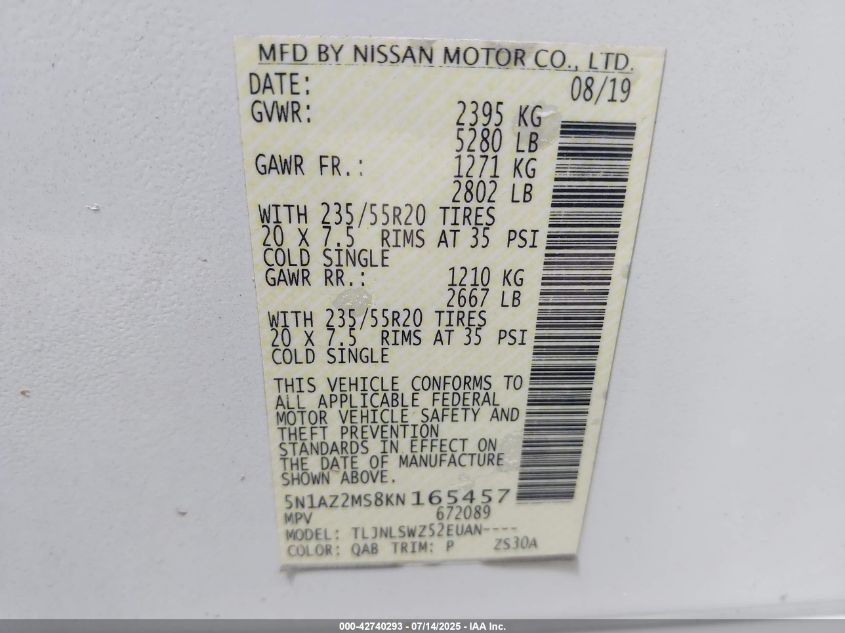 MFD BY NISSAN MOTOR CO., LTD.
DATE: 08/19
GVWR: 2395 KG
5280 LB
GAWR FR.: 1271 KG
2802 LB
WITH 235/55R20 TIRES
20 X 7.5 RIMS AT 35 PSI
COLD SINGLE
GAWR RR.: 1210 KG
2667 LB
WITH 235/55R20 TIRES
20 X 7.5 RIMS AT 35 PSI
COLD SINGLE
THIS VEHICLE CONFORMS TO
ALL APPLICABLE FEDERAL
MOTOR VEHICLE SAFETY AND
THEFT PREVENTION
STANDARDS IN EFFECT ON
THE DATE OF MANUFACTURE
SHOWN ABOVE.
5N1AZ2MS8KN165457
MPV 672089
MODEL: TLJNLSWZ52EUAN----
COLOR: QAB TRIM: P ZS30A
000-42740293 - 07/14/2025 - IAA Inc.